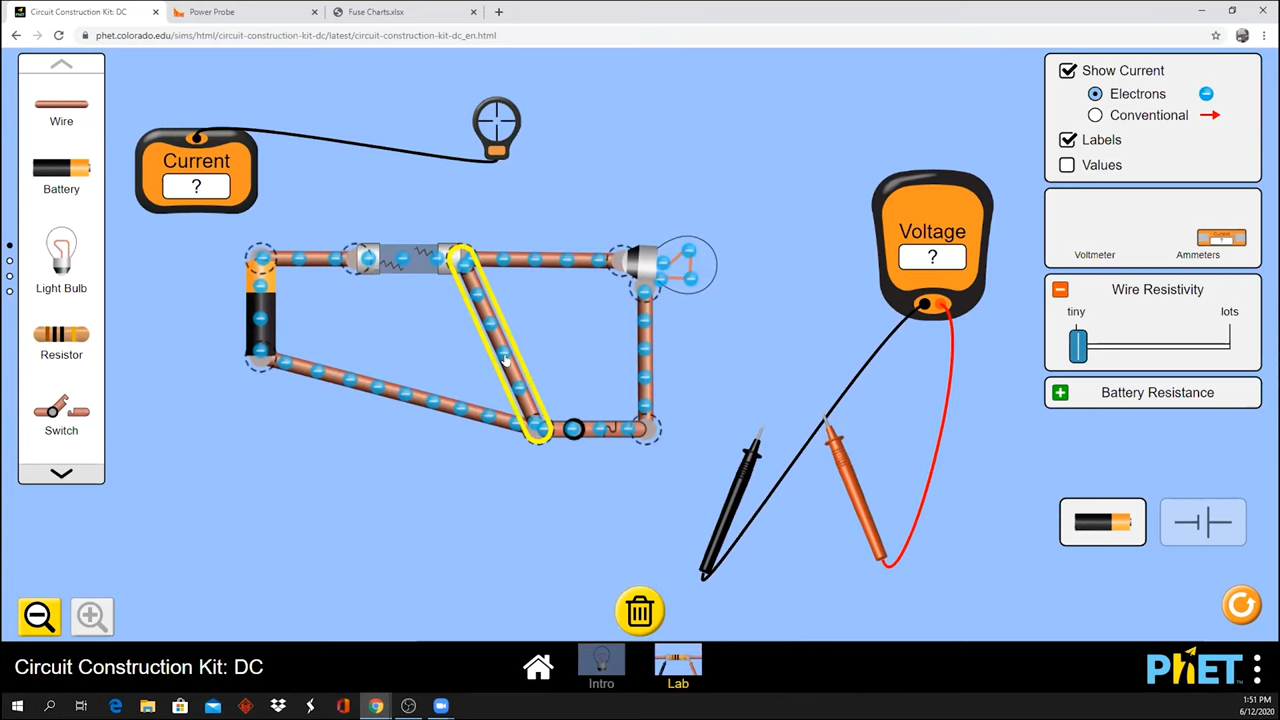 Circuit Construction Kit: DC
Power Probe
Fuse Charts.xlsx
phet.colorado.edu/sims/html/circuit-construction-kit-dc/latest/circuit-construction-kit-dc_en.html
Wire
Battery
Light Bulb
Resistor
Switch
Current
?
Voltage
?
Show Current
Electrons
Conventional
Labels
Values
Voltmeter
Current
?
Ammeters
Wire Resistivity
tiny
lots
Battery Resistance
Circuit Construction Kit: DC
Intro
Lab
PhET
1:51 PM
6/12/2020